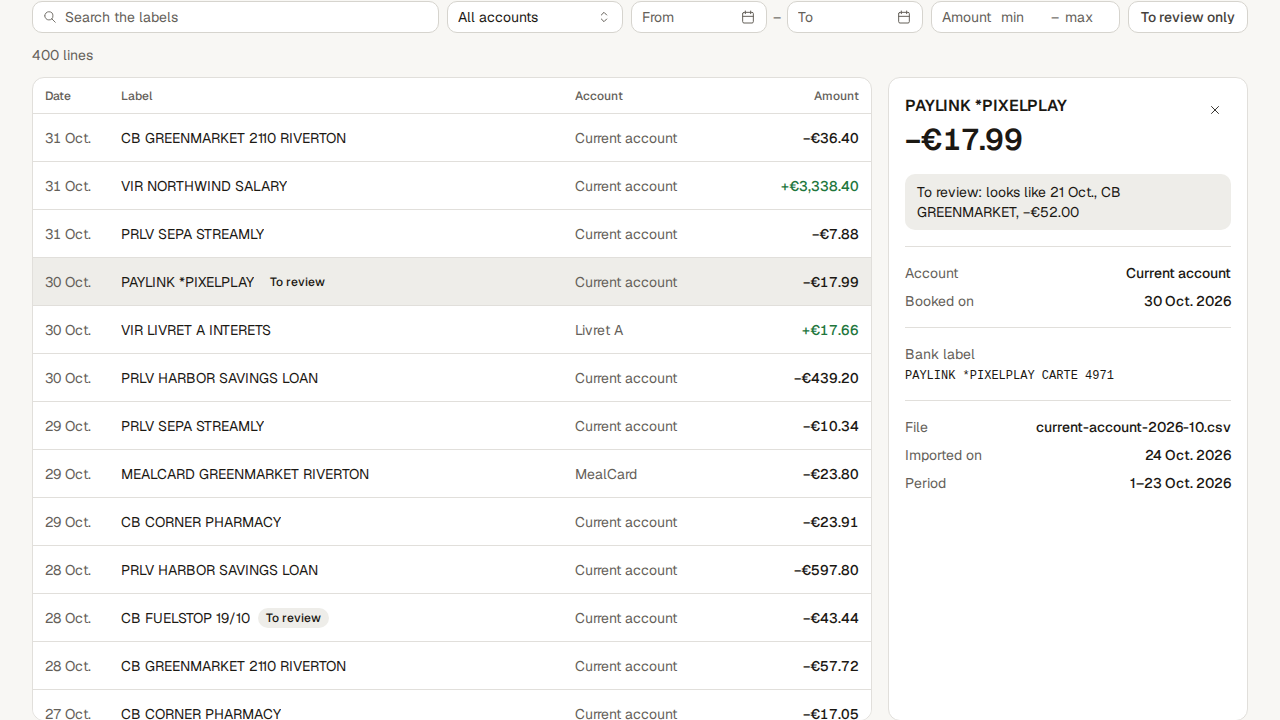 Search the labels All accounts From – To Amount min – max To review only
400 lines
Date Label Account Amount
31 Oct. CB GREENMARKET 2110 RIVERTON Current account −€36.40
31 Oct. VIR NORTHWIND SALARY Current account +€3,338.40
31 Oct. PRLV SEPA STREAMLY Current account −€7.88
30 Oct. PAYLINK *PIXELPLAY To review Current account −€17.99
30 Oct. VIR LIVRET A INTERETS Livret A +€17.66
30 Oct. PRLV HARBOR SAVINGS LOAN Current account −€439.20
29 Oct. PRLV SEPA STREAMLY Current account −€10.34
29 Oct. MEALCARD GREENMARKET RIVERTON MealCard −€23.80
29 Oct. CB CORNER PHARMACY Current account −€23.91
28 Oct. PRLV HARBOR SAVINGS LOAN Current account −€597.80
28 Oct. CB FUELSTOP 19/10 To review Current account −€43.44
28 Oct. CB GREENMARKET 2110 RIVERTON Current account −€57.72
27 Oct. CB CORNER PHARMACY Current account −€17.05
PAYLINK *PIXELPLAY
−€17.99
To review: looks like 21 Oct., CB
GREENMARKET, −€52.00
Account Current account
Booked on 30 Oct. 2026
Bank label
PAYLINK *PIXELPLAY CARTE 4971
File current-account-2026-10.csv
Imported on 24 Oct. 2026
Period 1–23 Oct. 2026